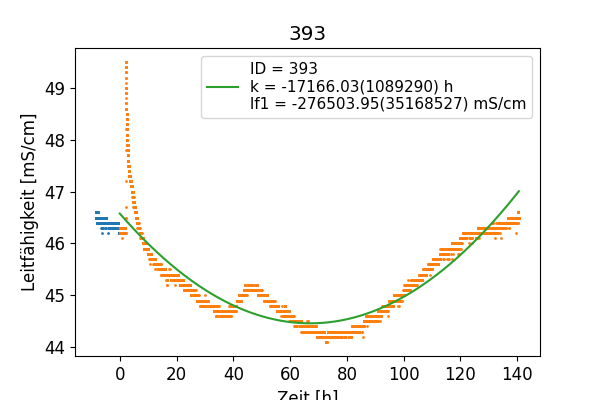 393
ID = 393
k = -17166.03(1089290) h
lf1 = -276503.95(35168527) mS/cm
Leitfähigkeit [mS/cm]
49
48
47
46
45
44
0 20 40 60 80 100 120 140
Zeit [h]